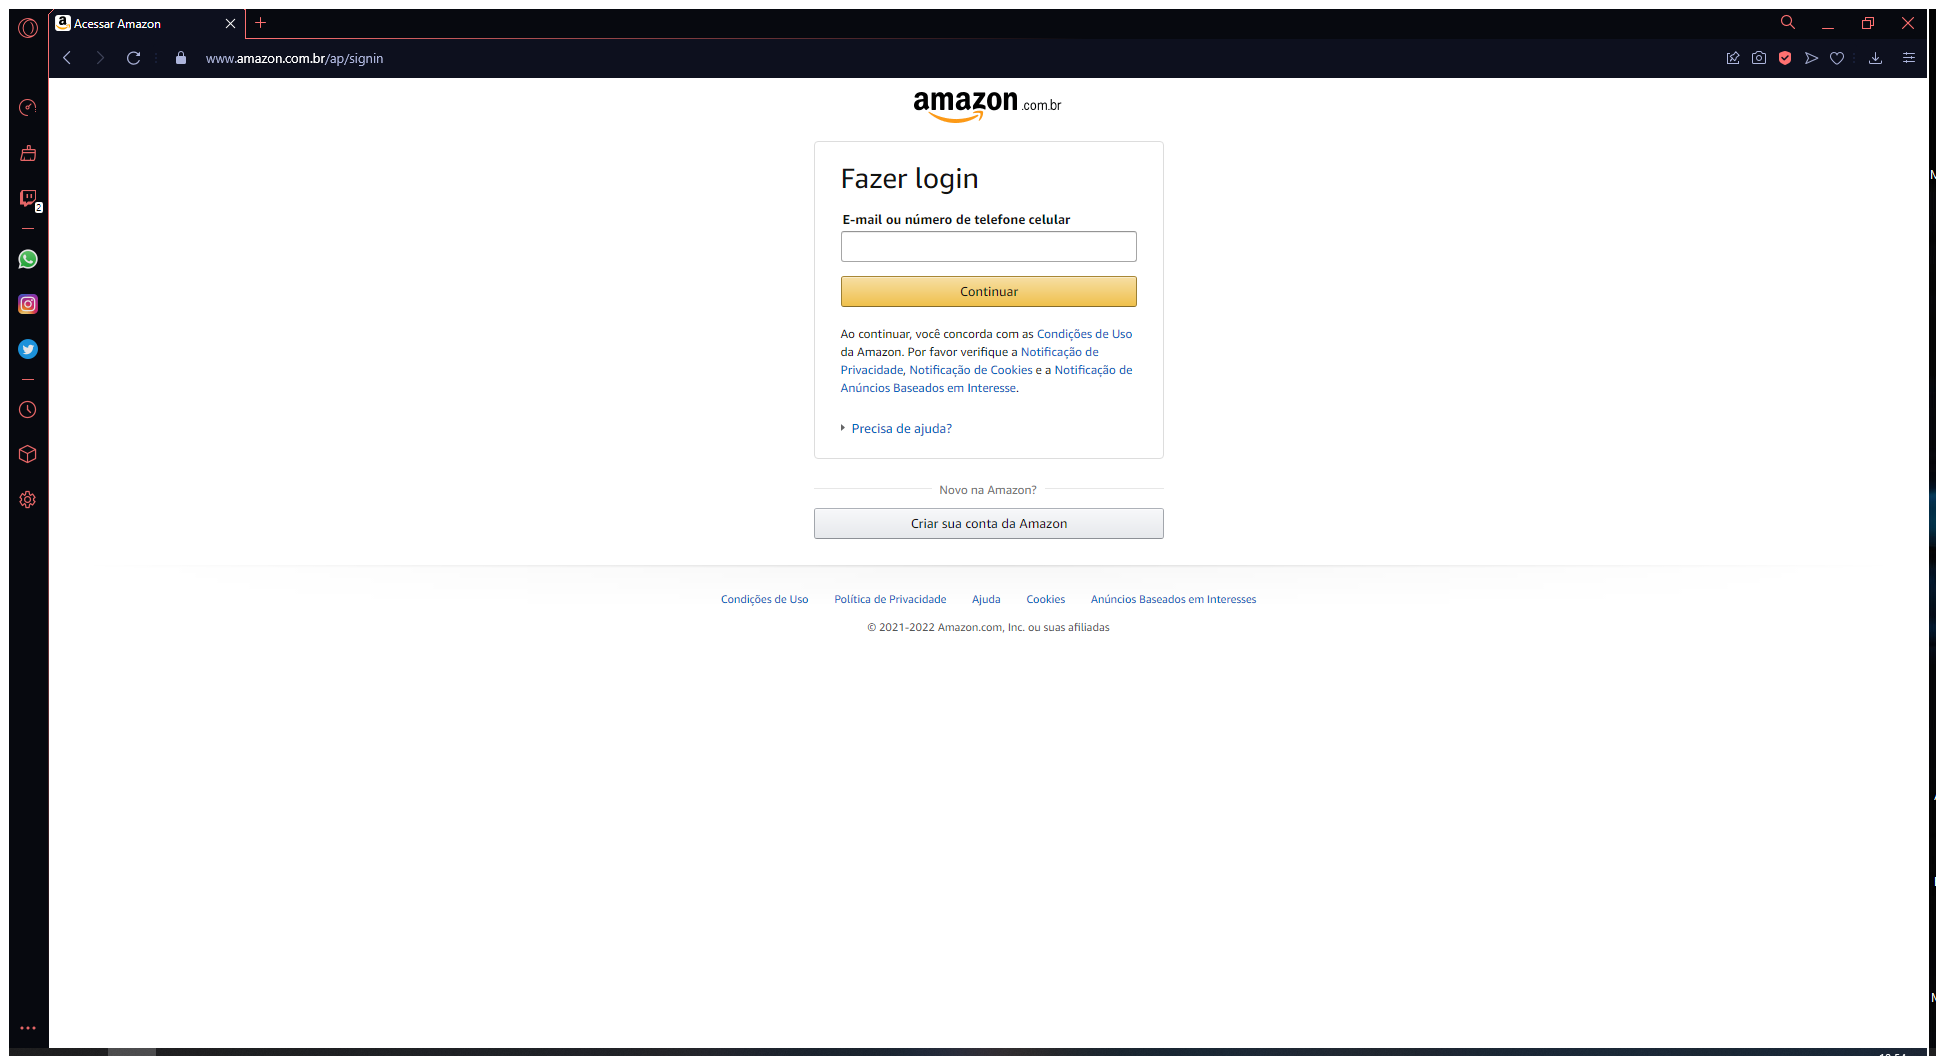 Acessar Amazon
www.amazon.com.br/ap/signin
amazon.com.br
Fazer login
E-mail ou número de telefone celular
Continuar
Ao continuar, você concorda com as Condições de Uso
da Amazon. Por favor verifique a Notificação de
Privacidade, Notificação de Cookies e a Notificação de
Anúncios Baseados em Interesse.
Precisa de ajuda?
Novo na Amazon?
Criar sua conta da Amazon
Condições de Uso Política de Privacidade Ajuda Cookies Anúncios Baseados em Interesses
© 2021-2022 Amazon.com, Inc. ou suas afiliadas
2